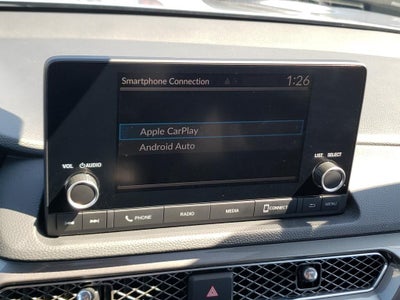 Smartphone Connection 1:26
Apple CarPlay
Android Auto
VOL AUDIO
LIST SELECT
PHONE RADIO MEDIA CONNECT MENU